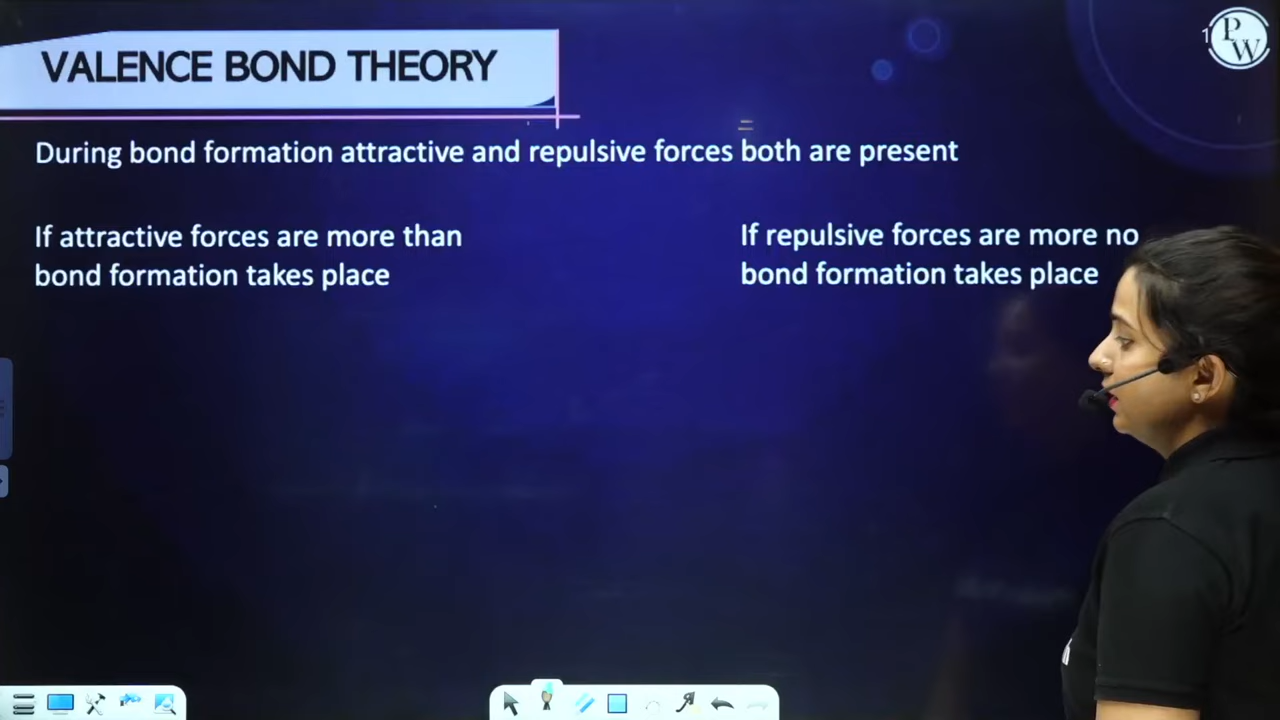 VALENCE BOND THEORY
PW
During bond formation attractive and repulsive forces both are present
If attractive forces are more than
bond formation takes place
If repulsive forces are more no
bond formation takes place